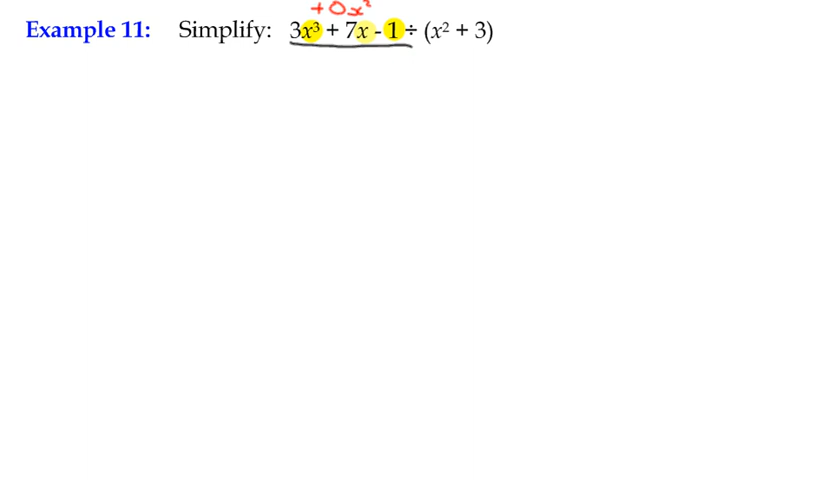 +0x²
Example 11: Simplify: 3x³ + 7x - 1 ÷ (x² + 3)